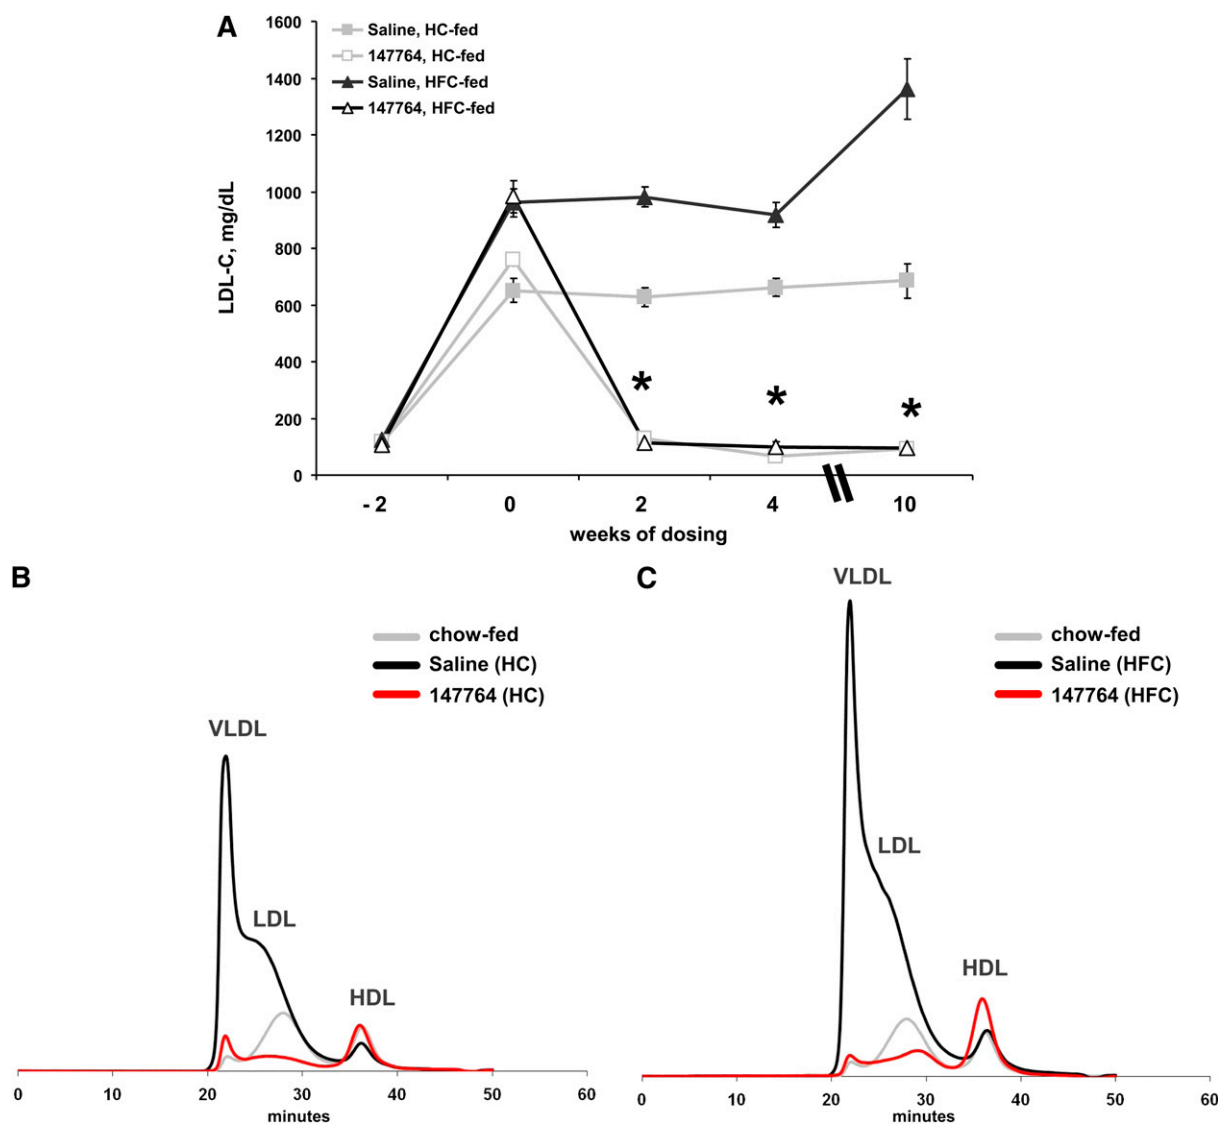 A
1600
1400
1200
1000
800
600
400
200
0
LDL-C, mg/dL
Saline, HC-fed
147764, HC-fed
Saline, HFC-fed
147764, HFC-fed
* * *
- 2 0 2 4 10
weeks of dosing
B
chow-fed
Saline (HC)
147764 (HC)
VLDL
LDL
HDL
0 10 20 30 40 50 60
minutes
C
VLDL
chow-fed
Saline (HFC)
147764 (HFC)
LDL
HDL
0 10 20 30 40 50 60
minutes